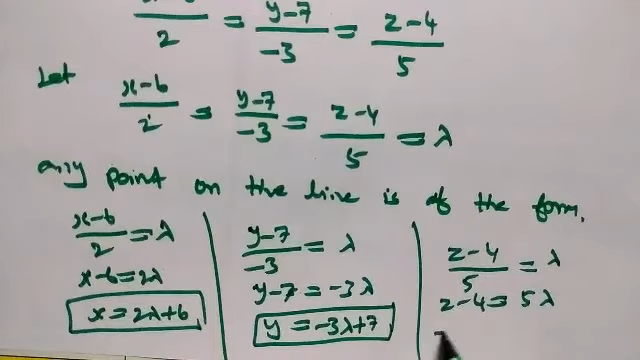 x-6/2 = y-7/-3 = z-4/5
Let
x-6/2 = y-7/-3 = z-4/5 = λ
any point on the line is of the form.
x-6/2 = λ
x-6=2λ
x=2λ+6
y-7/-3 = λ
y-7 = -3λ
y = -3λ+7
z-4/5 = λ
z-4= 5λ